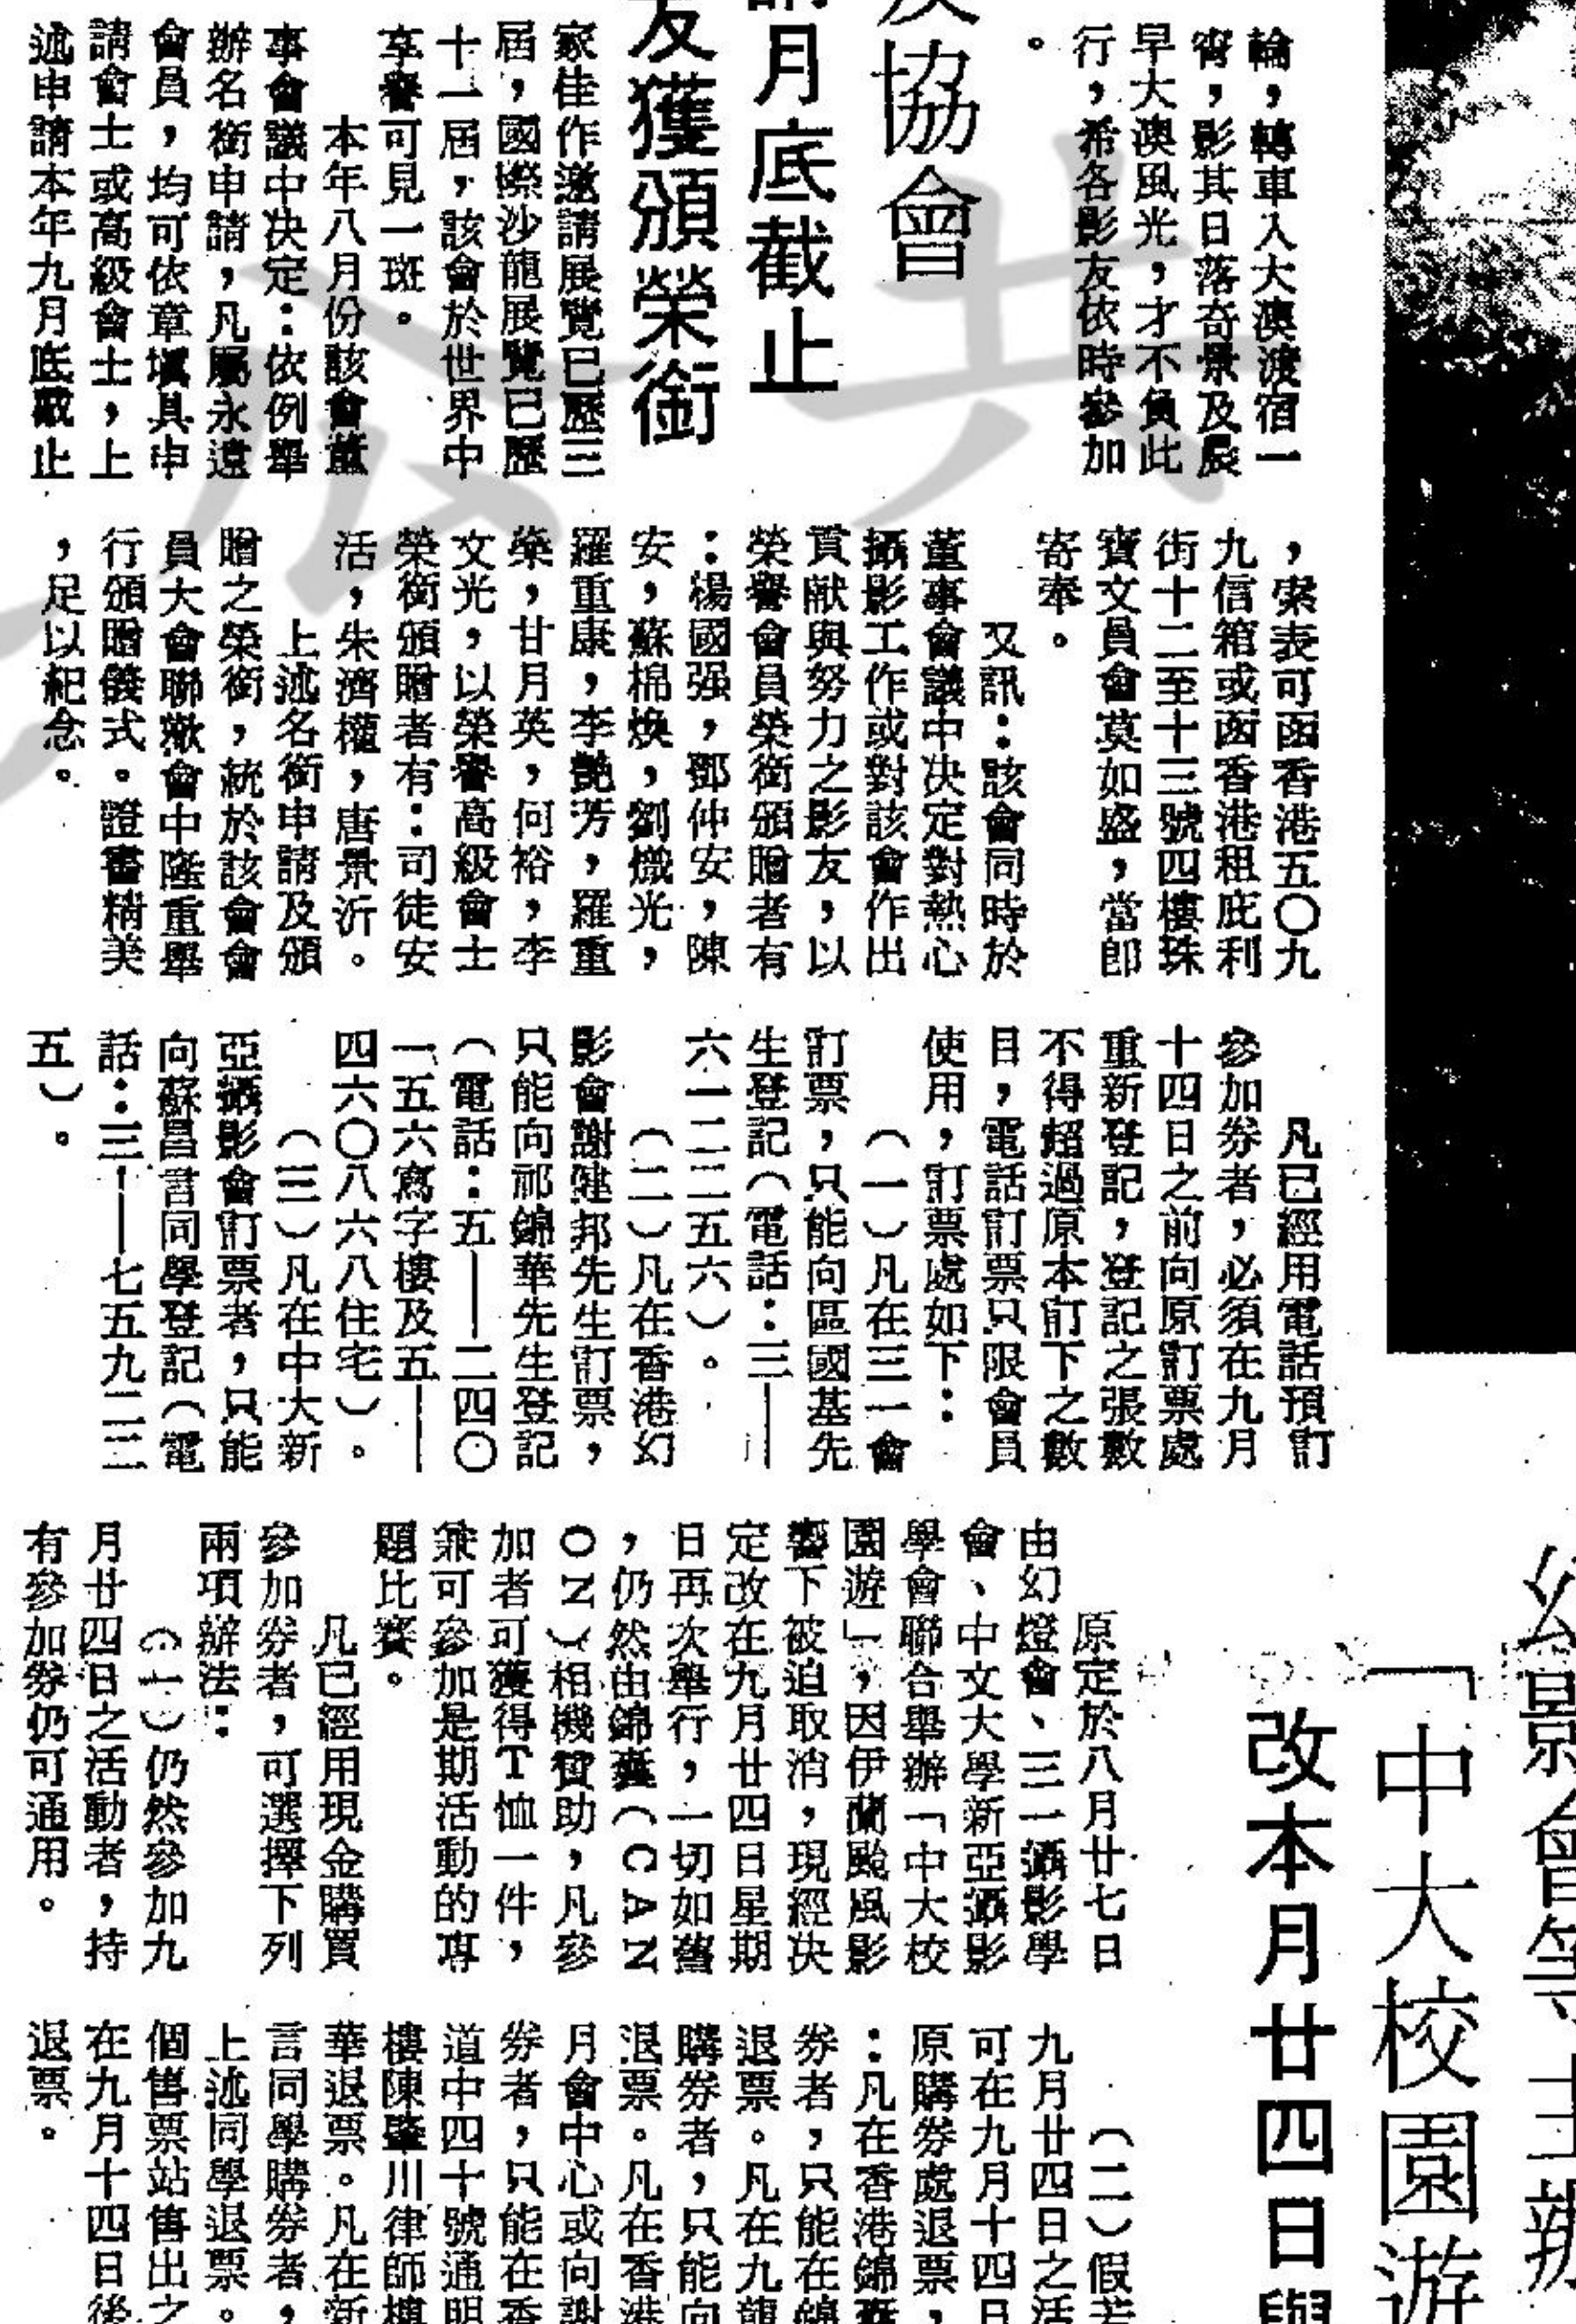 輪，轉車入大澳渡宿一
宵，影其日落奇景及晨
早大澳風光，才不負此
行，希各影友依時參加
。
協會
月底截止
友獲頒榮銜
家佳作邀請展覽已歷三
屆，國際沙龍展覽已歷
十一屆，該會於世界中
享譽可見一斑。
本年八月份該會董
事會議中决定：依例舉
辦名銜申請，凡屬永遠
會員，均可依章塡具申
請會士或高級會士，上
述申請本年九月底截止
，索表可函香港五〇九
九信箱或函香港租庇利
街十二至十三號四樓珠
寶文員會莫如盛，當即
寄奉。
又訊：該會同時於
董事會議中决定對熱心
攝影工作或對該會作出
貢献與努力之影友，以
榮譽會員榮銜頒贈者有
：楊國强，鄧仲安，陳
安，蘇棉煥，劉熾光，
羅重康，李艶芳，羅重
燊，甘月英，何裕，李
文光，以榮譽高級會士
榮銜頒贈者有：司徒安
活，朱濟權，唐景沂。
上述名銜申請及頒
贈之榮銜，統於該會會
員大會聯歡會中隆重舉
行頒贈儀式。證書精美
，足以紀念。
凡已經用電話預訂
參加券者，必須在九月
十四日之前向原訂票處
重新登記，登記之張數
不得超過原本訂下之數
目，電話訂票只限會員
使用，訂票處如下：
（一）凡在三一會
訂票，只能向區國基先
生登記（電話：三——
六一二二五六）。
（二）凡在香港幻
影會謝健邦先生訂票，
只能向祁錦華先生登記
（電話：五——二四〇
一五六寫字樓及五——
四六〇八六八住宅）。
（三）凡在中大新
亞攝影會訂票者，只能
向蘇昌言同學登記（電
話：三——七五九二三
五）。
幻影會等主辦
「中大校園遊
改本月廿四日與
原定於八月廿七日
由幻燈會、三一攝影學
會、中文大學新亞攝影
學會聯合舉辦「中大校
園遊」，因伊蘭颱風影
響下被迫取消，現經决
定改在九月廿四日星期
日再次舉行，一切如舊
，仍然由錦囊（CAN
ON）相機贊助，凡參
加者可獲得T恤一件，
兼可參加是期活動的專
題比賽。
凡已經用現金購買
參加券者，可選擇下列
兩項辦法：
（一）仍然參加九
月廿四日之活動者，持
有參加券仍可通用。
（二）假若
九月廿四日之活
可在九月十四日
原購券處退票，
：凡在香港錦囊
券者，只能在錦
退票。凡在九龍
購券者，只能向
退票。凡在香港
月會中心或向謝
券者，只能在香
道中四十號通明
樓陳肇川律師樓
華退票。凡在新
言同學購券者，
上述同學退票。
個售票站售出之
在九月十四日後
退票。
公共